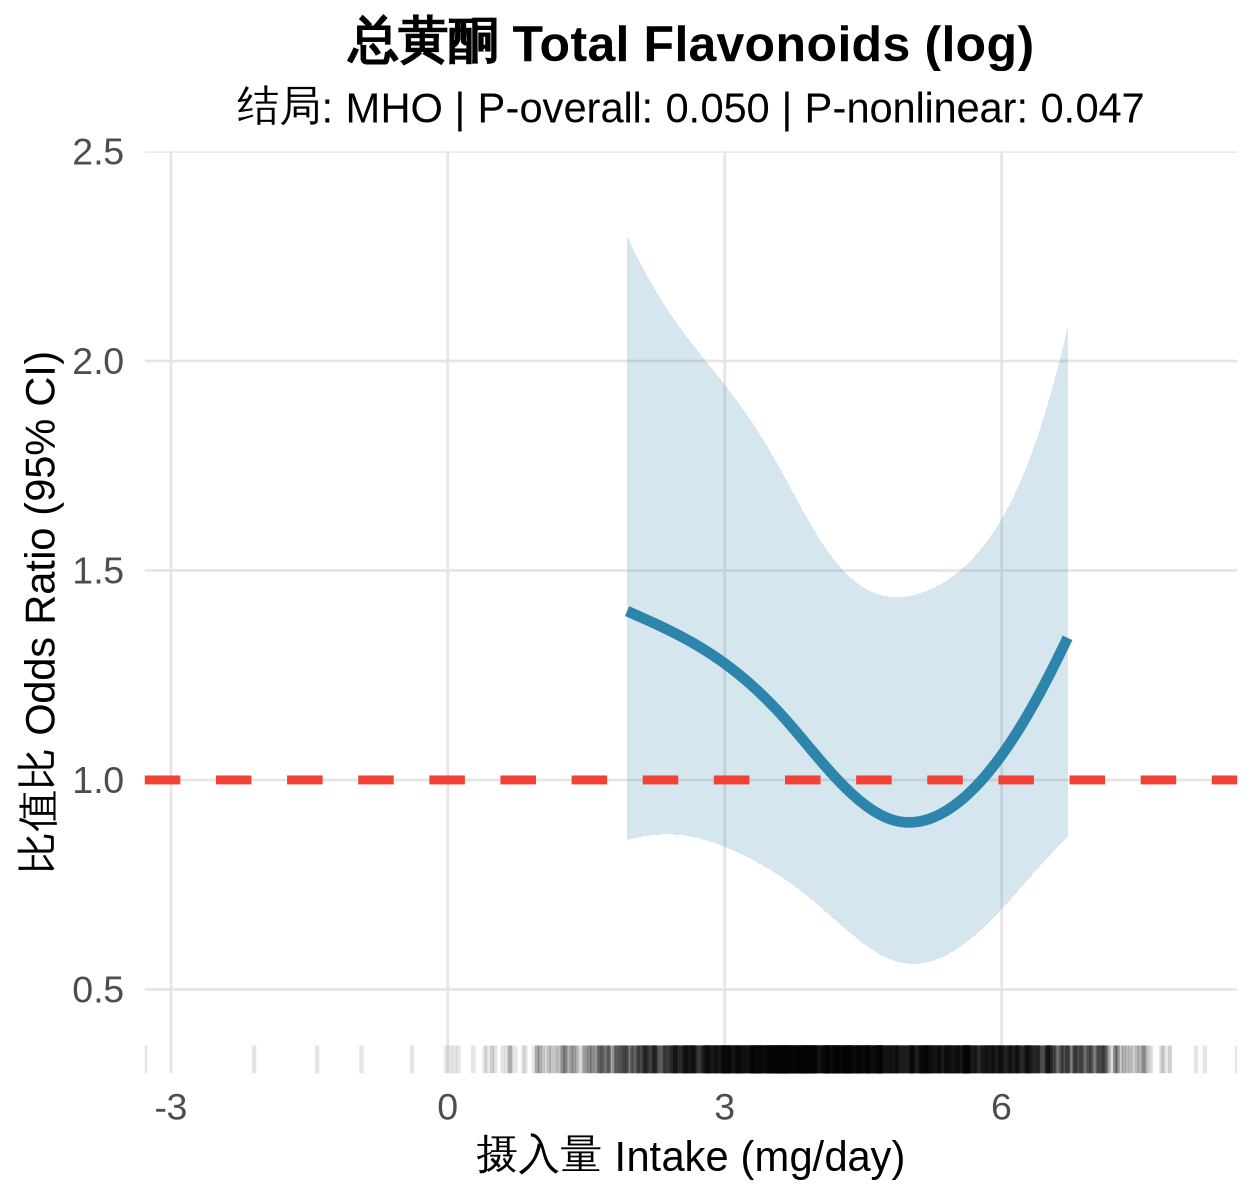 总黄酮 Total Flavonoids (log)
结局: MHO | P-overall: 0.050 | P-nonlinear: 0.047
2.5
2.0
1.5
1.0
0.5
比值比 Odds Ratio (95% CI)
-3 0 3 6
摄入量 Intake (mg/day)